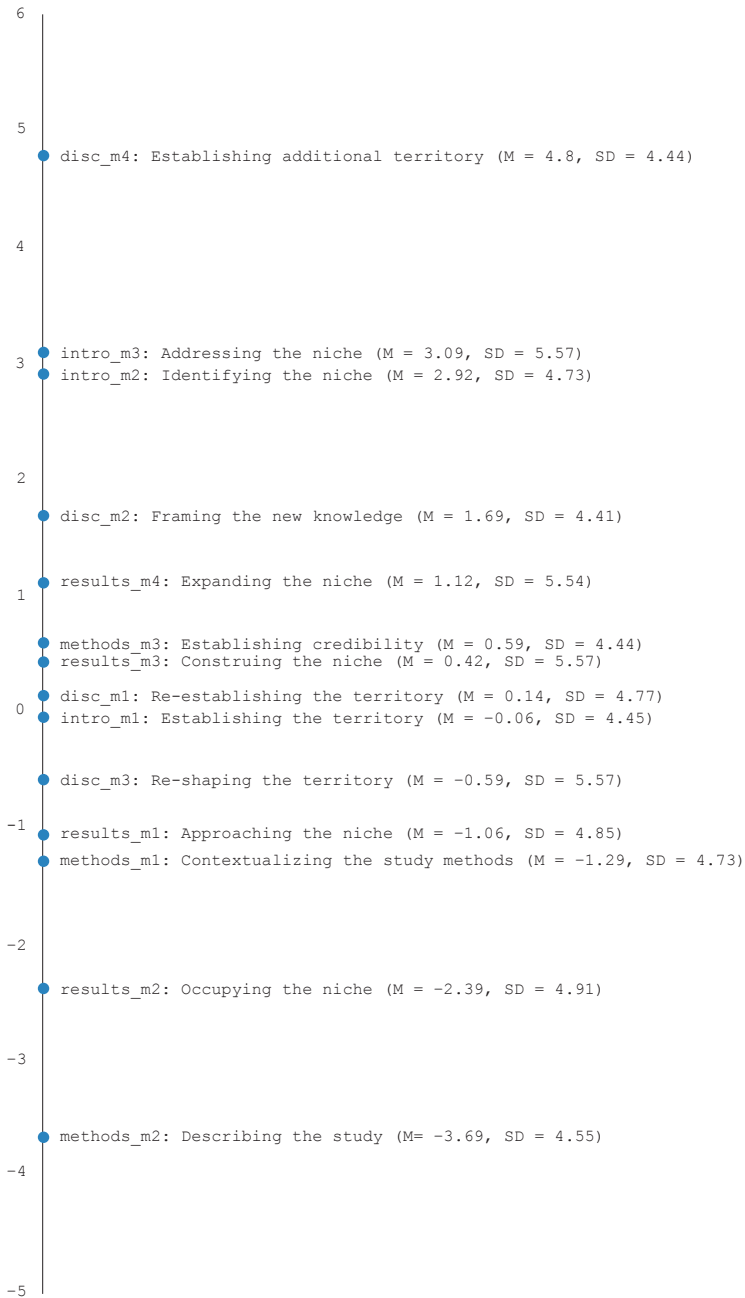 6
5
disc_m4: Establishing additional territory (M = 4.8, SD = 4.44)
4
intro_m3: Addressing the niche (M = 3.09, SD = 5.57)
3
intro_m2: Identifying the niche (M = 2.92, SD = 4.73)
2
disc_m2: Framing the new knowledge (M = 1.69, SD = 4.41)
results_m4: Expanding the niche (M = 1.12, SD = 5.54)
1
methods_m3: Establishing credibility (M = 0.59, SD = 4.44)
results_m3: Construing the niche (M = 0.42, SD = 5.57)
disc_m1: Re-establishing the territory (M = 0.14, SD = 4.77)
0
intro_m1: Establishing the territory (M = −0.06, SD = 4.45)
disc_m3: Re-shaping the territory (M = −0.59, SD = 5.57)
−1
results_m1: Approaching the niche (M = −1.06, SD = 4.85)
methods_m1: Contextualizing the study methods (M = −1.29, SD = 4.73)
−2
results_m2: Occupying the niche (M = −2.39, SD = 4.91)
−3
methods_m2: Describing the study (M= −3.69, SD = 4.55)
−4
−5